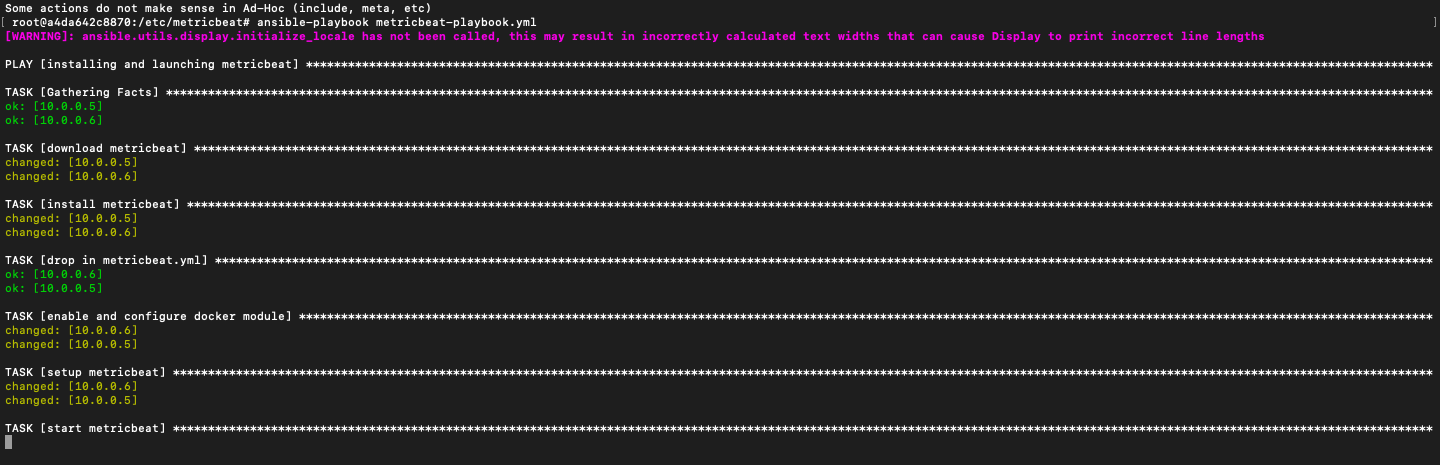 Some actions do not make sense in Ad-Hoc (include, meta, etc)
[ root@a4da642c8870:/etc/metricbeat# ansible-playbook metricbeat-playbook.yml ]
[WARNING]: ansible.utils.display.initialize_locale has not been called, this may result in incorrectly calculated text widths that can cause Display to print incorrect line lengths
PLAY [installing and launching metricbeat] *****************************************************************************************************************************************************************
TASK [Gathering Facts] *************************************************************************************************************************************************************************************
ok: [10.0.0.5]
ok: [10.0.0.6]
TASK [download metricbeat] *********************************************************************************************************************************************************************************
changed: [10.0.0.5]
changed: [10.0.0.6]
TASK [install metricbeat] **********************************************************************************************************************************************************************************
changed: [10.0.0.5]
changed: [10.0.0.6]
TASK [drop in metricbeat.yml] ******************************************************************************************************************************************************************************
ok: [10.0.0.6]
ok: [10.0.0.5]
TASK [enable and configure docker module] ******************************************************************************************************************************************************************
changed: [10.0.0.6]
changed: [10.0.0.5]
TASK [setup metricbeat] ************************************************************************************************************************************************************************************
changed: [10.0.0.6]
changed: [10.0.0.5]
TASK [start metricbeat] ************************************************************************************************************************************************************************************